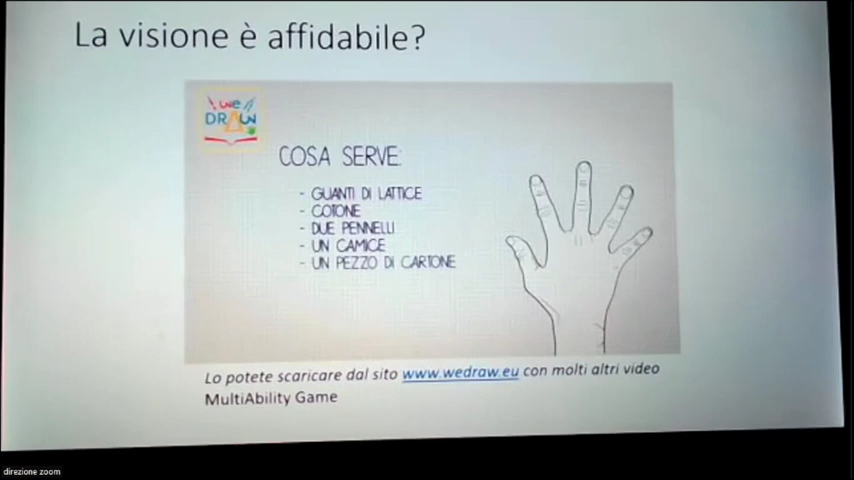 La visione è affidabile?
we
DRAW
COSA SERVE:
- GUANTI DI LATTICE
- COTONE
- DUE PENNELLI
- UN CAMICE
- UN PEZZO DI CARTONE
Lo potete scaricare dal sito www.wedraw.eu con molti altri video
MultiAbility Game
direzione zoom